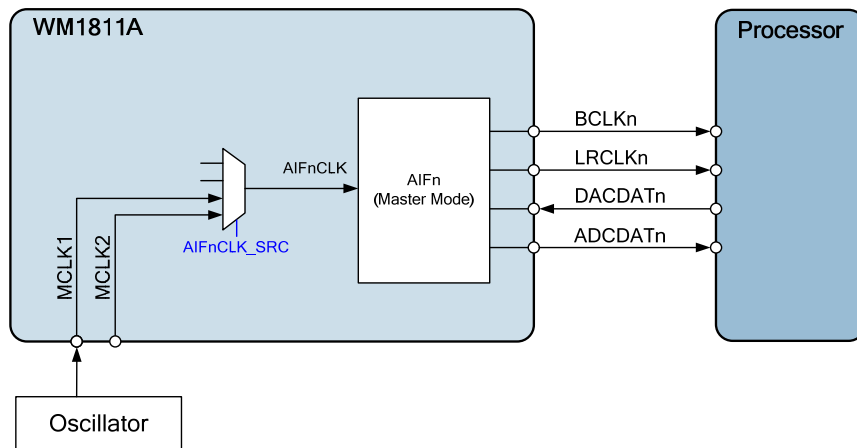 WM1811A
Processor
BCLKn
LRCLKn
DACDATn
ADCDATn
AIFnCLK
AIFn
(Master Mode)
AIFnCLK_SRC
MCLK1
MCLK2
Oscillator